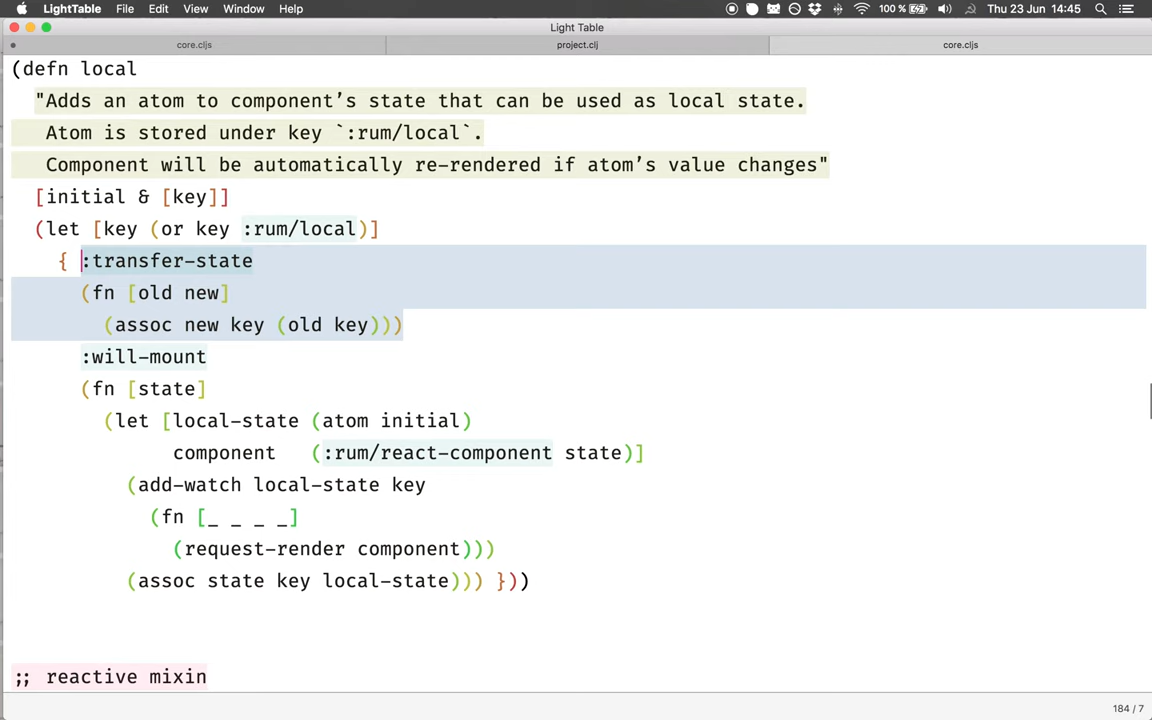 LightTable File Edit View Window Help 100 % Thu 23 Jun 14:45
Light Table
core.cljs project.clj core.cljs
(defn local
"Adds an atom to component’s state that can be used as local state.
Atom is stored under key `:rum/local`.
Component will be automatically re-rendered if atom’s value changes"
[initial & [key]]
(let [key (or key :rum/local)]
{ :transfer-state
(fn [old new]
(assoc new key (old key)))
:will-mount
(fn [state]
(let [local-state (atom initial)
component (:rum/react-component state)]
(add-watch local-state key
(fn [_ _ _ _]
(request-render component)))
(assoc state key local-state))) }))
;; reactive mixin
184 / 7